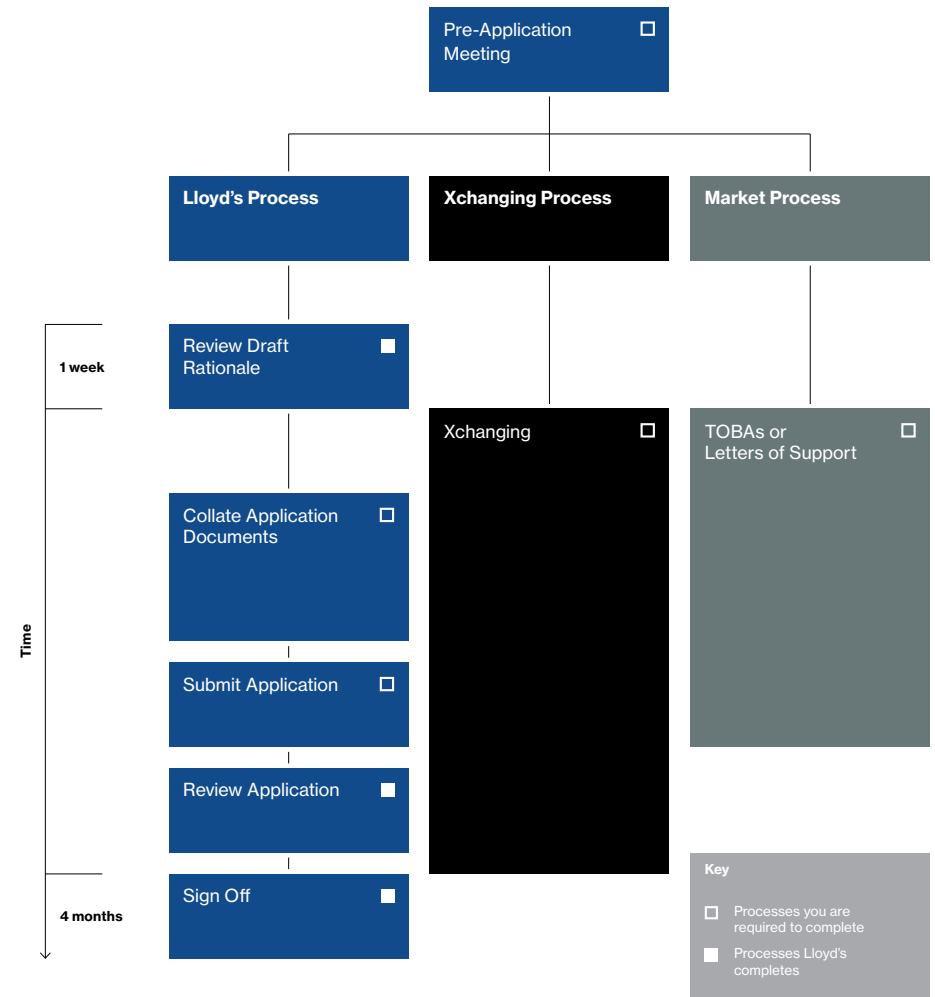 Pre-Application
Meeting
Lloyd’s Process
Xchanging Process
Market Process
1 week
Review Draft
Rationale
Xchanging
TOBAs or
Letters of Support
Collate Application
Documents
Time
Submit Application
Review Application
4 months
Sign Off
Key
Processes you are
required to complete
Processes Lloyd’s
completes